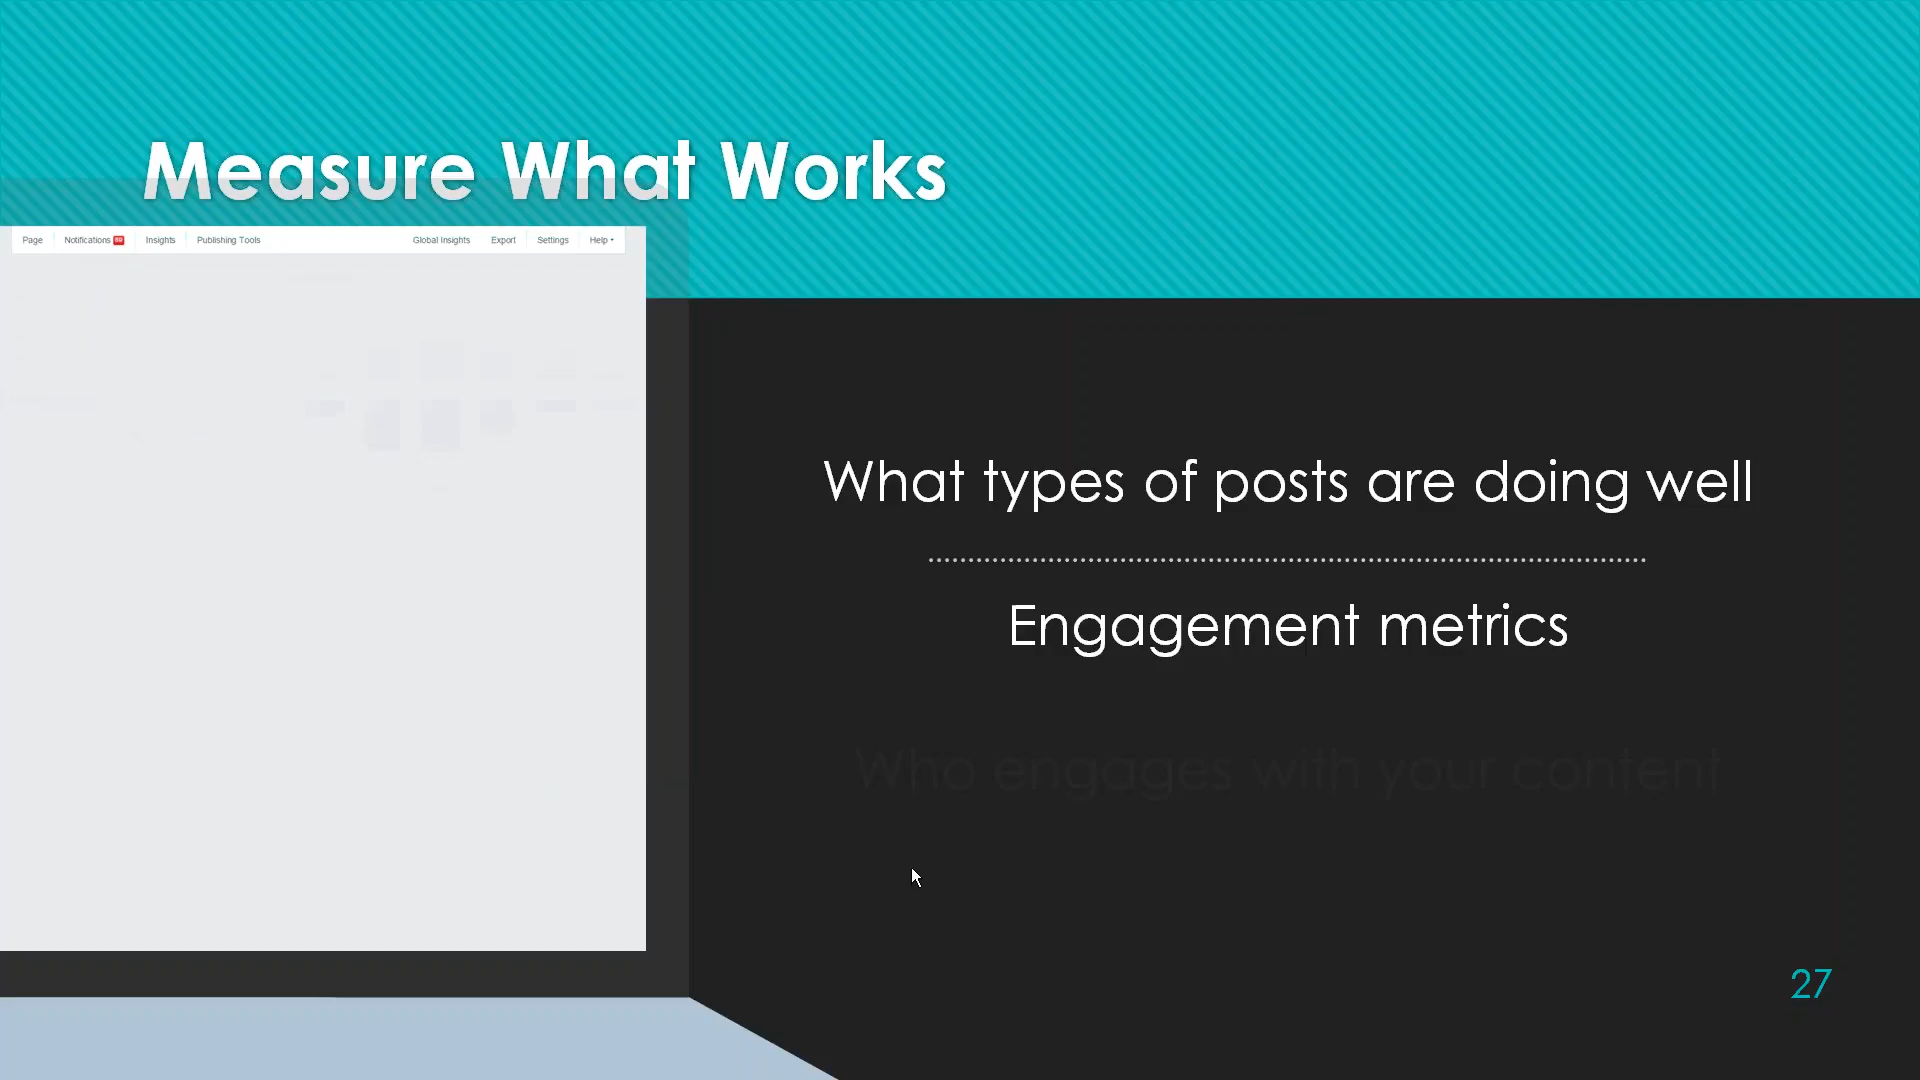 Measure What Works
Page Notifications 89 Insights Publishing Tools Global Insights Export Settings Help
What types of posts are doing well
Engagement metrics
Who engages with your content
27